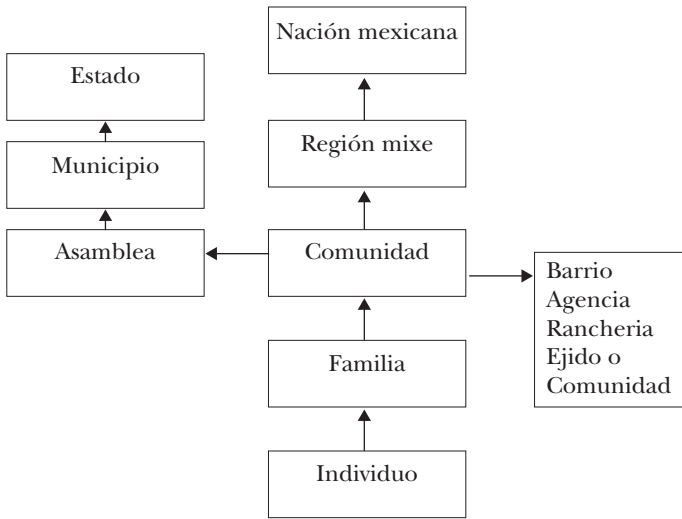 Nación mexicana
Estado
Región mixe
Municipio
Asamblea
Comunidad
Barrio
Agencia
Rancheria
Ejido o
Comunidad
Familia
Individuo